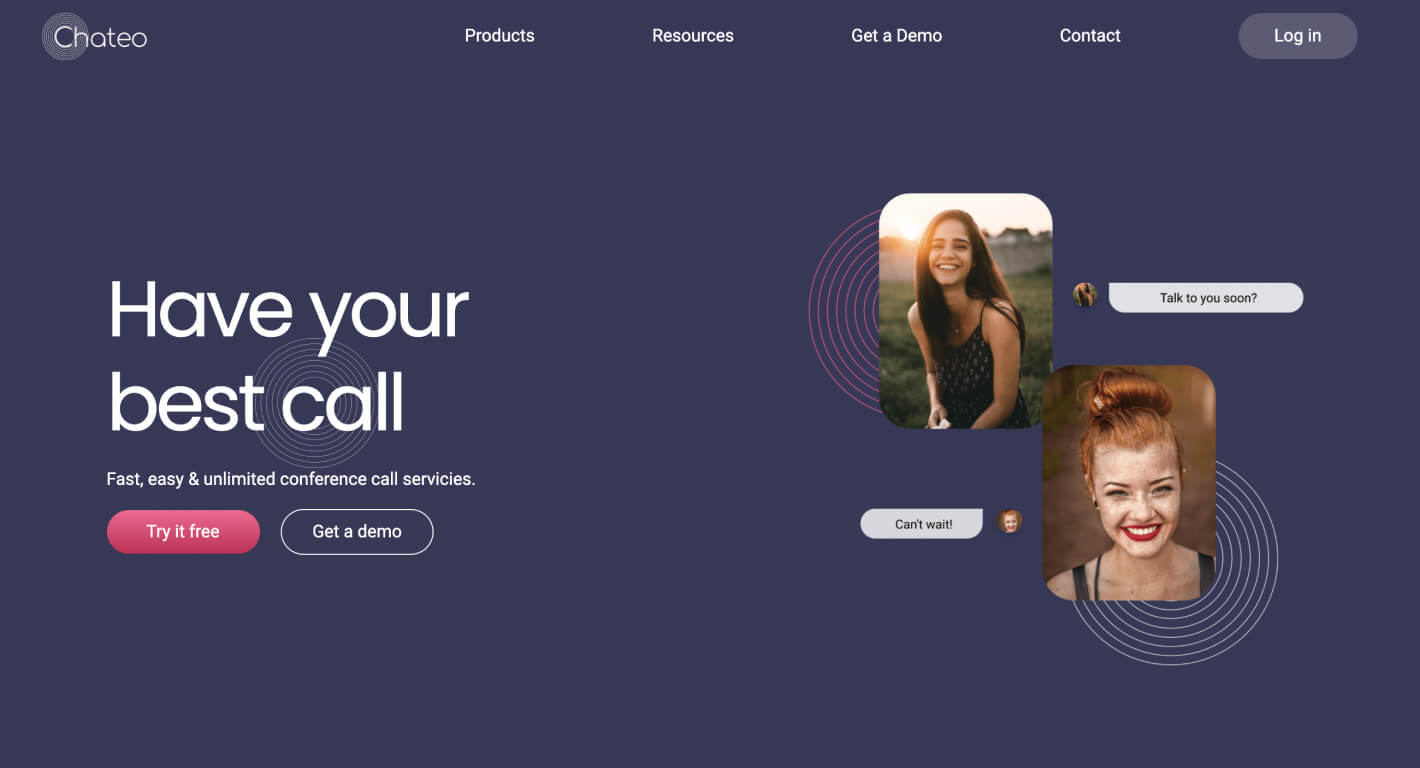 Chateo
Products
Resources
Get a Demo
Contact
Log in
Have your
best call
Fast, easy & unlimited conference call servicies.
Try it free
Get a demo
Talk to you soon?
Can't wait!